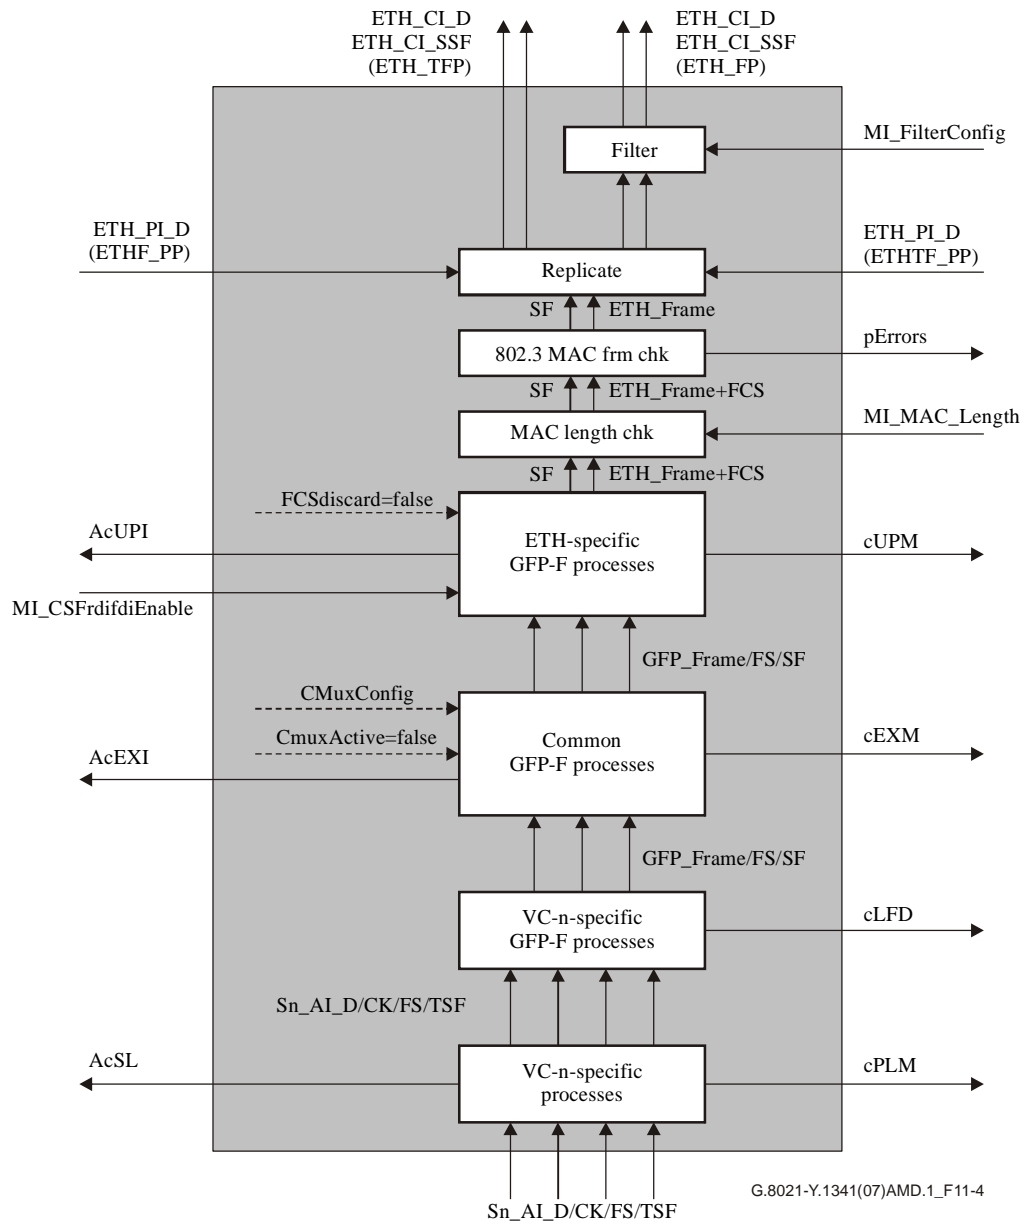 ETH_CI_D
ETH_CI_SSF
(ETH_TFP)
ETH_CI_D
ETH_CI_SSF
(ETH_FP)
Filter
MI_FilterConfig
ETH_PI_D
(ETHF_PP)
ETH_PI_D
(ETHTF_PP)
Replicate
SF
ETH_Frame
802.3 MAC frm chk
pErrors
SF
ETH_Frame+FCS
MAC length chk
MI_MAC_Length
SF
ETH_Frame+FCS
FCSdiscard=false
AcUPI
ETH-specific
GFP-F processes
cUPM
MI_CSFrdifdiEnable
GFP_Frame/FS/SF
CMuxConfig
CmuxActive=false
AcEXI
Common
GFP-F processes
cEXM
GFP_Frame/FS/SF
VC-n-specific
GFP-F processes
cLFD
Sn_AI_D/CK/FS/TSF
AcSL
VC-n-specific
processes
cPLM
G.8021-Y.1341(07)AMD.1_F11-4
Sn_AI_D/CK/FS/TSF